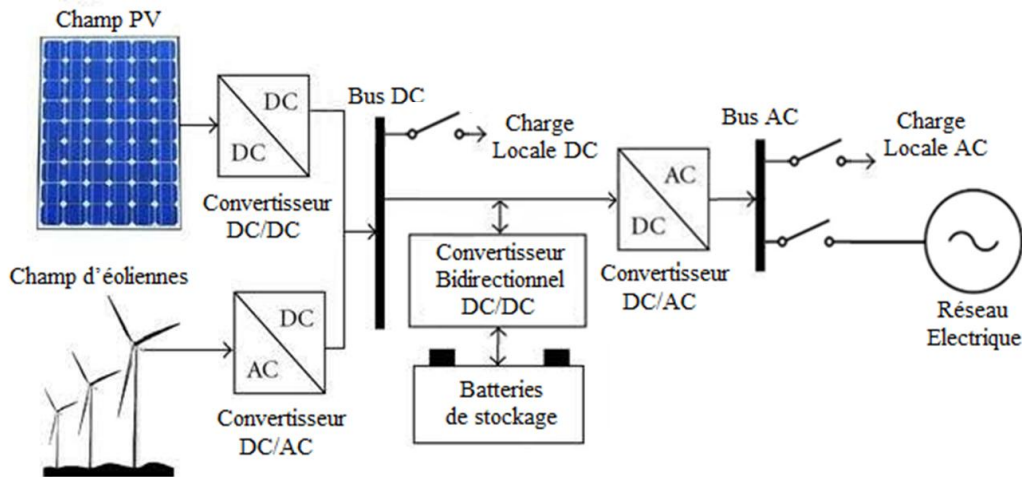 Champ PV
DC
DC
Convertisseur
DC/DC
Bus DC
Charge
Locale DC
Bus AC
Charge
Locale AC
AC
DC
Convertisseur
DC/AC
Convertisseur
Bidirectionnel
DC/DC
Batteries
de stockage
Réseau
Electrique
Champ d'éoliennes
DC
AC
Convertisseur
DC/AC